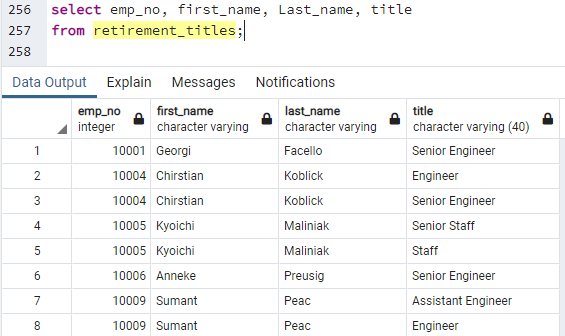 256 select emp_no, first_name, Last_name, title
257 from retirement_titles;
258
Data Output Explain Messages Notifications
emp_no first_name last_name title
integer character varying character varying character varying (40)
1 10001 Georgi Facello Senior Engineer
2 10004 Chirstian Koblick Engineer
3 10004 Chirstian Koblick Senior Engineer
4 10005 Kyoichi Maliniak Senior Staff
5 10005 Kyoichi Maliniak Staff
6 10006 Anneke Preusig Senior Engineer
7 10009 Sumant Peac Assistant Engineer
8 10009 Sumant Peac Engineer